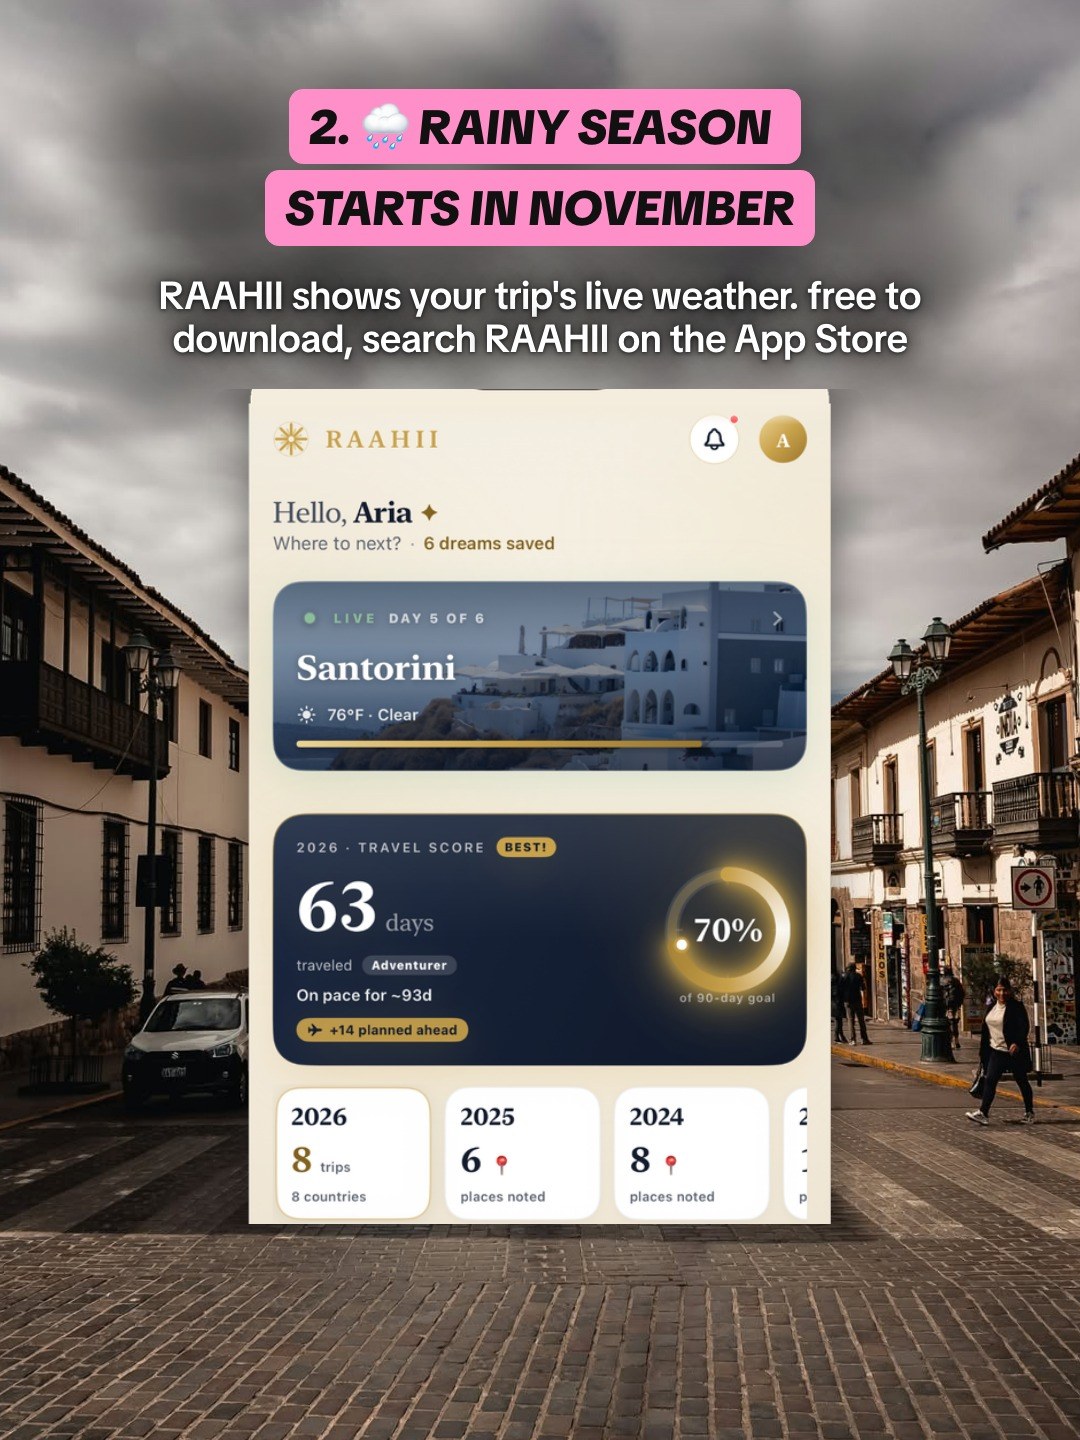 2. 🌧️ RAINY SEASON
STARTS IN NOVEMBER
RAAHII shows your trip's live weather. free to
download, search RAAHII on the App Store
RAAHII
A
Hello, Aria ✦
Where to next? · 6 dreams saved
LIVE DAY 5 OF 6
Santorini
76°F · Clear
2026 · TRAVEL SCORE BEST!
63 days
70%
of 90-day goal
traveled Adventurer
On pace for ~93d
+14 planned ahead
2026
8 trips
8 countries
2025
6 📍
places noted
2024
8 📍
places noted